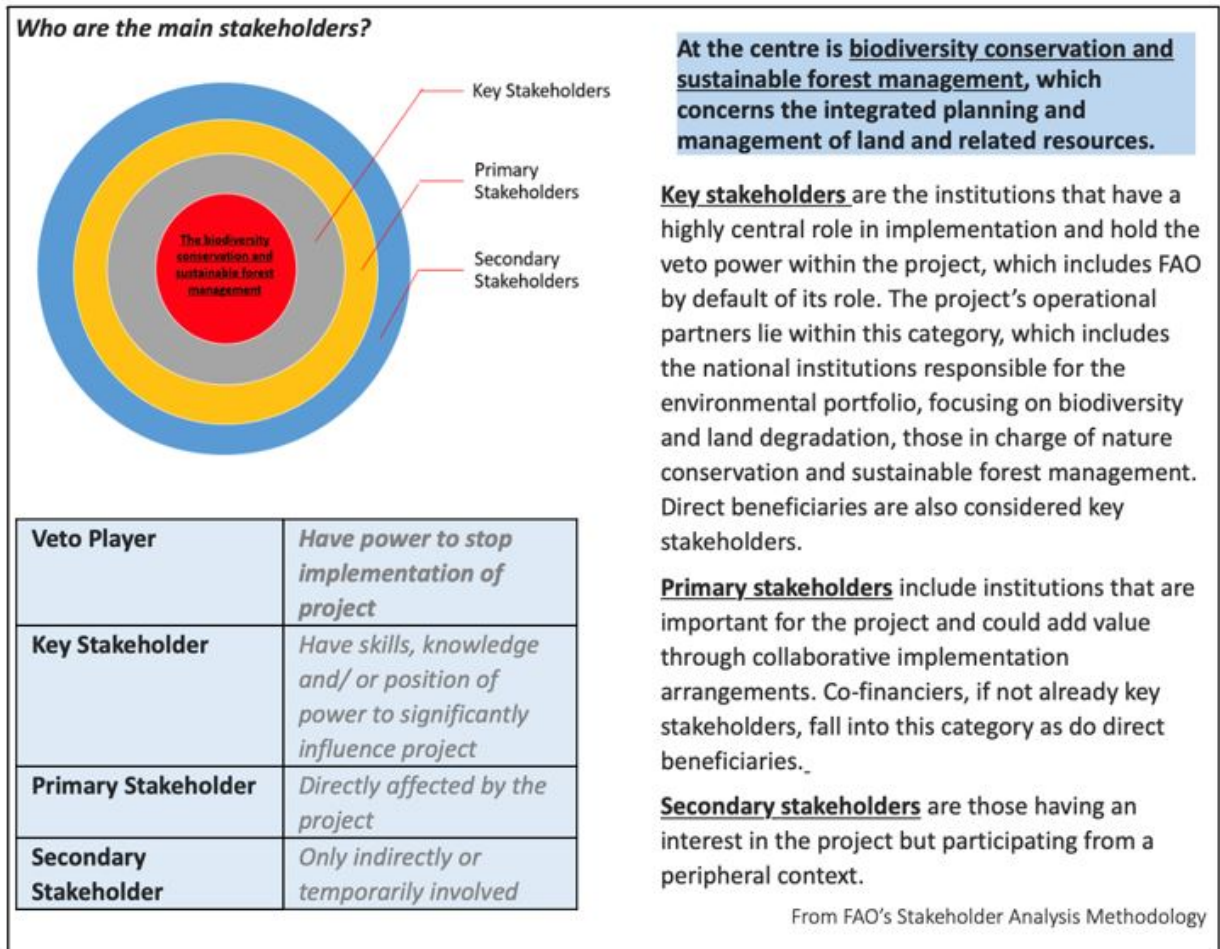 Who are the main stakeholders?
Key Stakeholders
Primary
Stakeholders
Secondary
Stakeholders
The biodiversity
conservation and
sustainable forest
management
Veto Player
Have power to stop
implementation of
project
Key Stakeholder
Have skills, knowledge
and/ or position of
power to significantly
influence project
Primary Stakeholder
Directly affected by the
project
Secondary
Stakeholder
Only indirectly or
temporarily involved
At the centre is biodiversity conservation and
sustainable forest management, which
concerns the integrated planning and
management of land and related resources.
Key stakeholders are the institutions that have a
highly central role in implementation and hold the
veto power within the project, which includes FAO
by default of its role. The project's operational
partners lie within this category, which includes
the national institutions responsible for the
environmental portfolio, focusing on biodiversity
and land degradation, those in charge of nature
conservation and sustainable forest management.
Direct beneficiaries are also considered key
stakeholders.
Primary stakeholders include institutions that are
important for the project and could add value
through collaborative implementation
arrangements. Co-financiers, if not already key
stakeholders, fall into this category as do direct
beneficiaries.
Secondary stakeholders are those having an
interest in the project but participating from a
peripheral context.
From FAO's Stakeholder Analysis Methodology